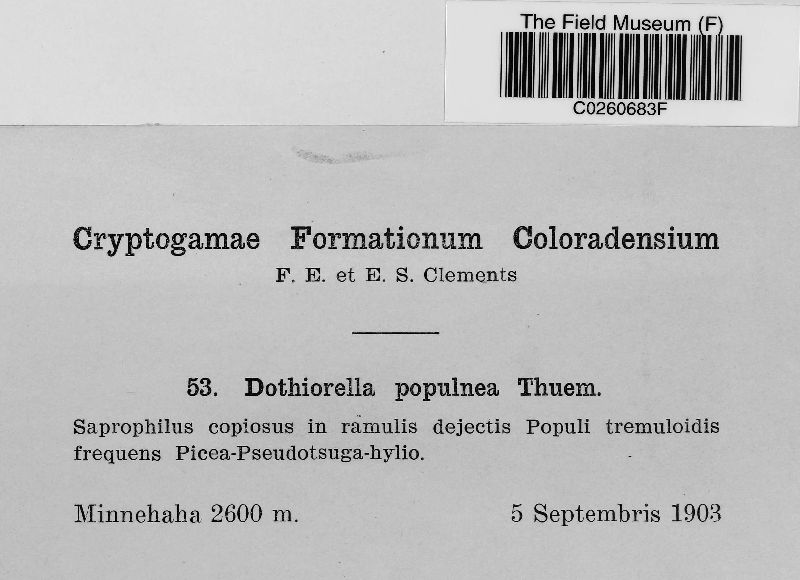 The Field Museum (F)
C0260683F
Cryptogamae Formationum Coloradensium
F. E. et E. S. Clements
53. Dothiorella populnea Thuem.
Saprophilus copiosus in ramulis dejectis Populi tremuloidis
frequens Picea-Pseudotsuga-hylio.
Minnehaha 2600 m. 5 Septembris 1903